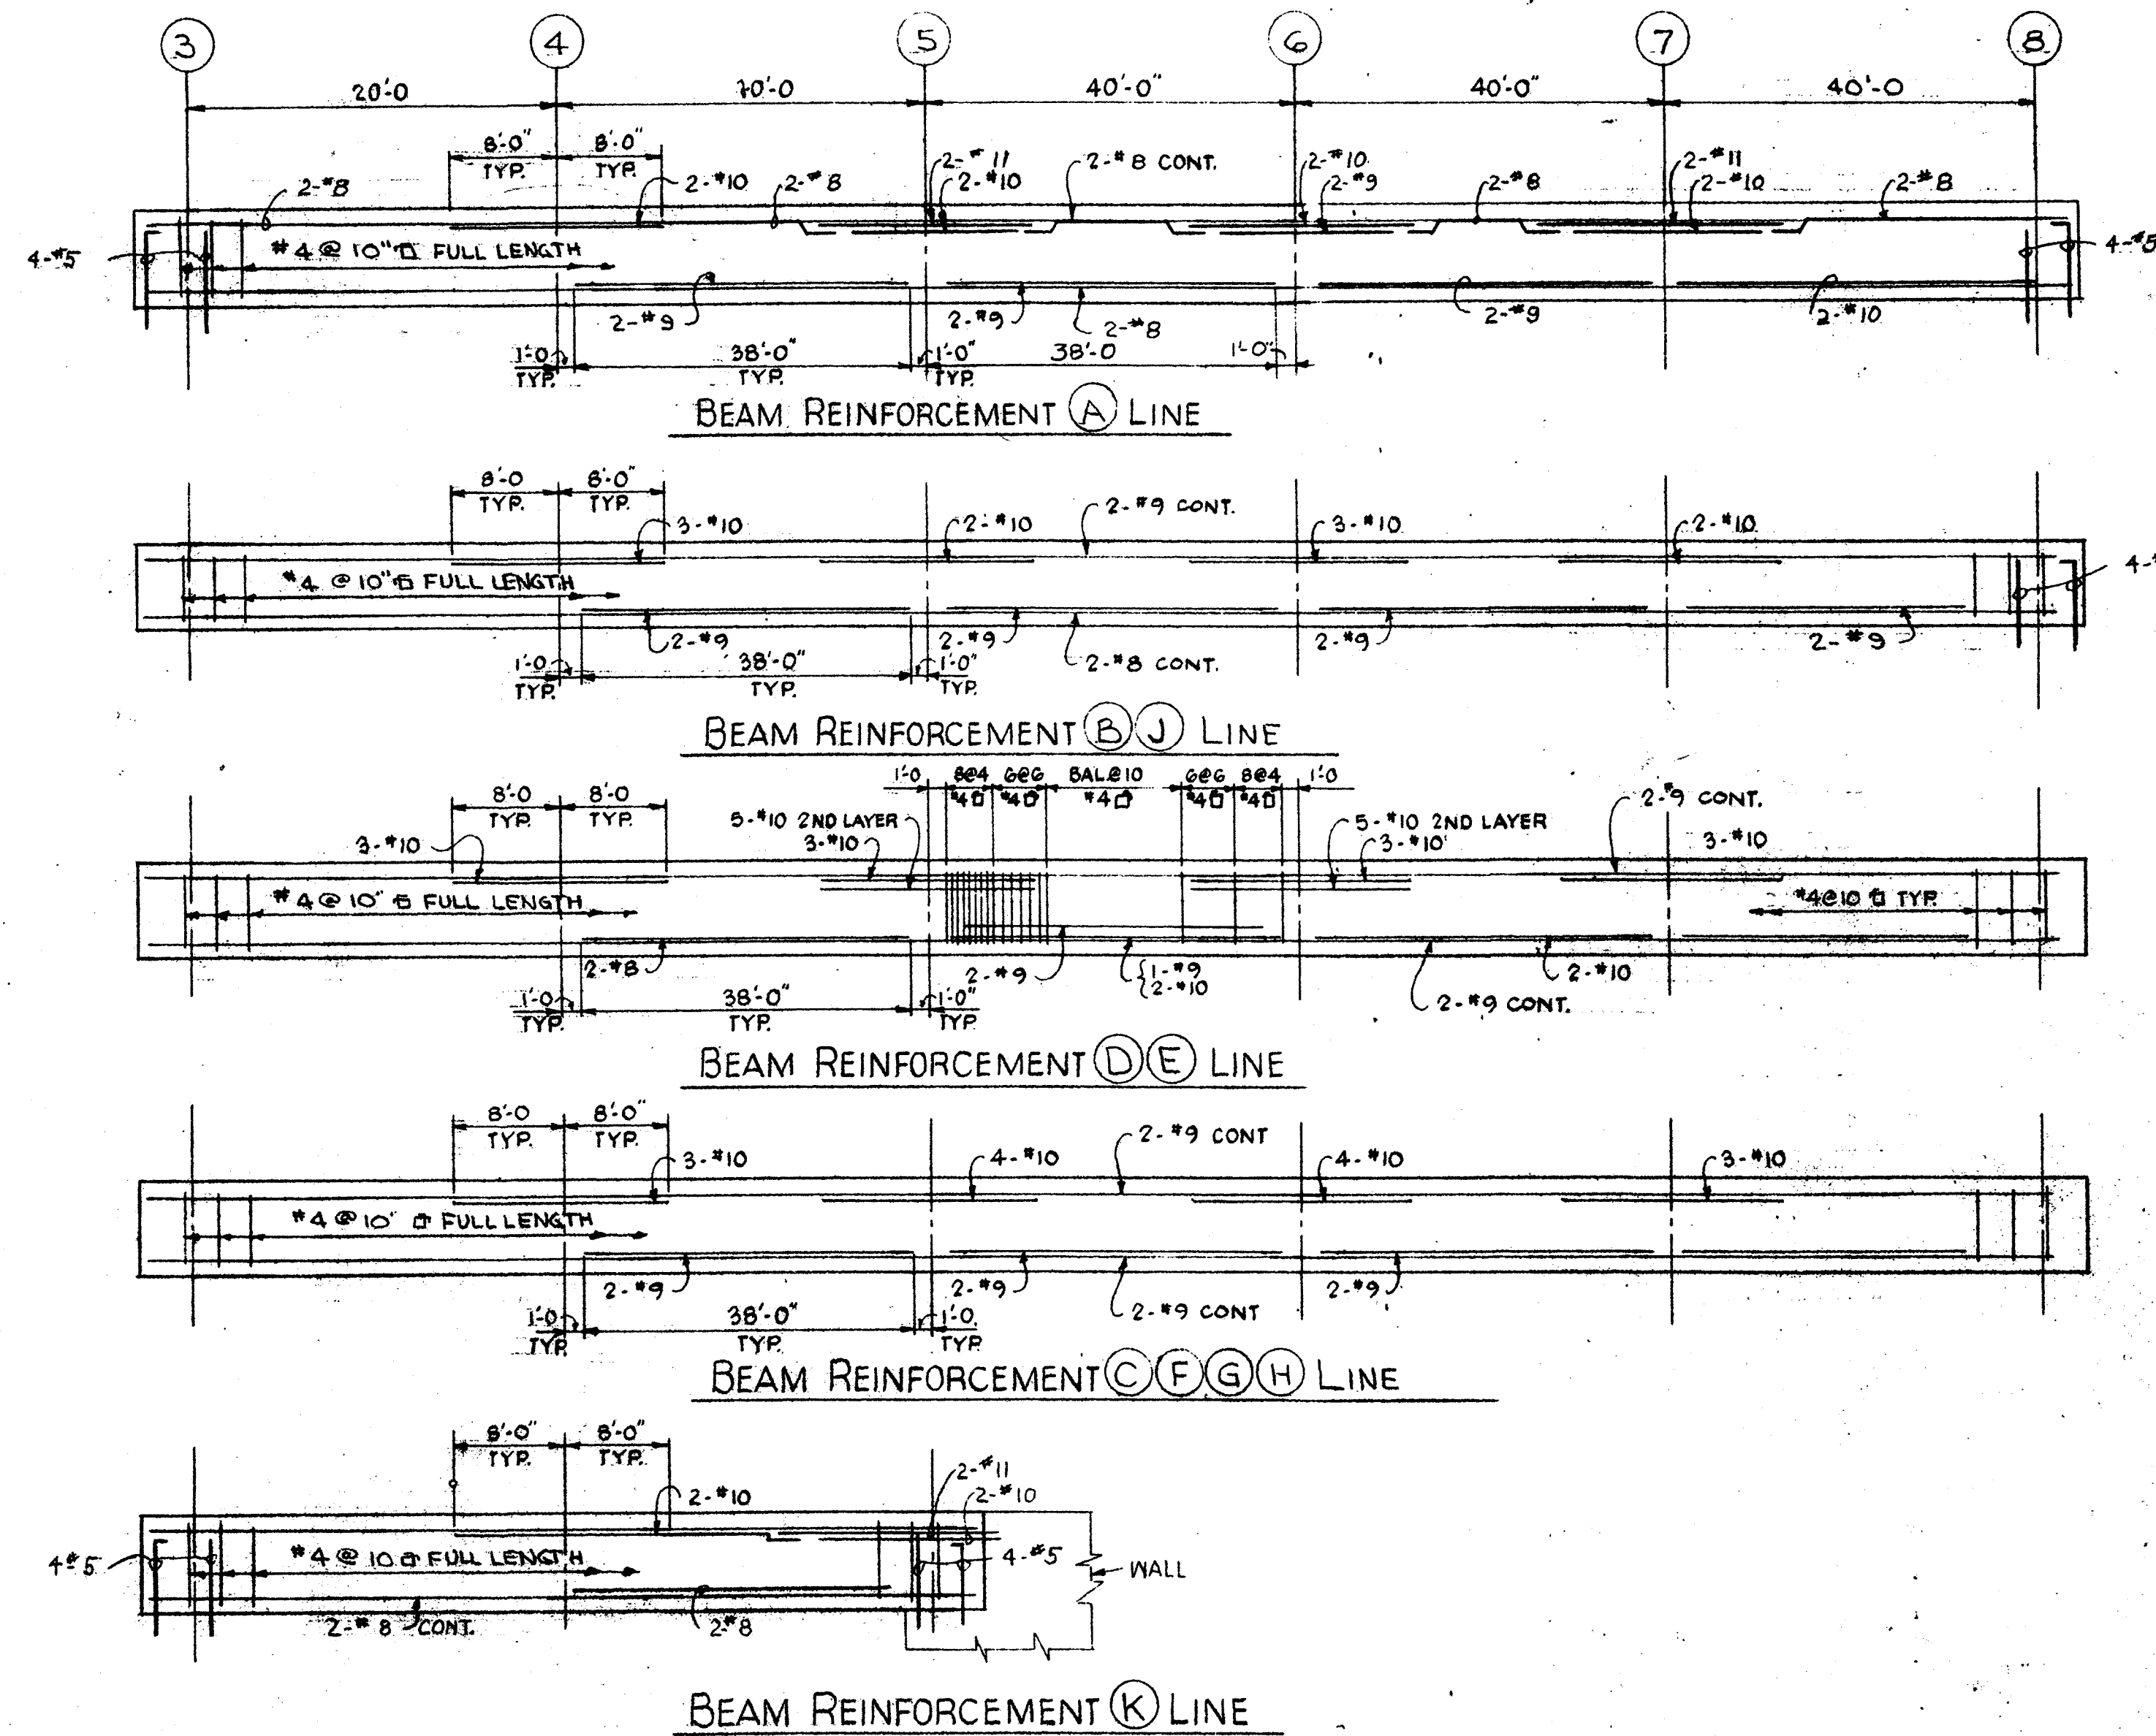 3 4 5 6 7 8
20'-0 40'-0 40'-0" 40'-0" 40'-0
8'-0" 8'-0"
TYP. TYP.
2-#11 2-#8 CONT. 2-#10 2-#11
2-#8 2-#10 2-#8 2-#10 2-#9 2-#8 2-#10 2-#8
4-#5 #4 @ 10" FULL LENGTH 4-#5
2-#9 2-#9 2-#8 2-#9 2-#10
1'-0 38'-0" 1'-0" 38'-0 1'-0"
TYP. TYP. TYP.
BEAM REINFORCEMENT A LINE
8'-0 8'-0"
TYP. TYP.
3-#10 2-#10 2-#9 CONT. 3-#10 2-#10
#4 @ 10" FULL LENGTH 4-#
2-#9 2-#9 2-#8 CONT. 2-#9 2-#9
1'-0 38'-0" 1'-0"
TYP. TYP. TYP.
BEAM REINFORCEMENT B J LINE
1'-0 8@4 6@6 BAL@10 6@6 8@4 1'-0
#4 #4 #4 #4 #4
8'-0 8'-0
TYP. TYP.
5-#10 2ND LAYER 5-#10 2ND LAYER 2-#9 CONT.
3-#10 3-#10 3-#10 3-#10
#4 @ 10" FULL LENGTH #4@10 TYP.
2-#8 2-#9 1-#9 2-#10
2-#10 2-#9 CONT.
1'-0 38'-0" 1'-0"
TYP. TYP. TYP
BEAM REINFORCEMENT D E LINE
8'-0 8'-0"
TYP. TYP.
3-#10 4-#10 2-#9 CONT 4-#10 3-#10
#4 @ 10' FULL LENGTH
2-#9 2-#9 2-#9 CONT 2-#9
1'-0 38'-0" 1'-0
TYP. TYP. TYP
BEAM REINFORCEMENT C F G H LINE
8'-0" 8'-0"
TYP. TYP.
2-#11
2-#10 2-#10
4-#5 #4 @ 10 FULL LENGTH 4-#5 WALL
2-#8 CONT. 2-#8
BEAM REINFORCEMENT K LINE